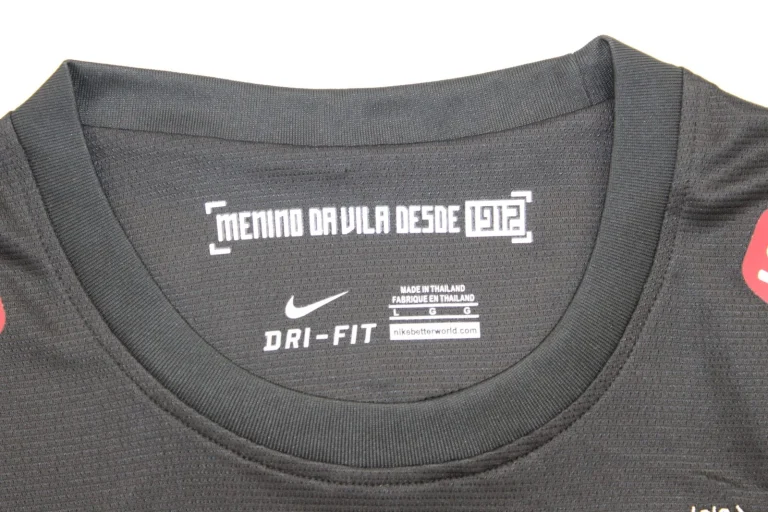 MENINO DA VILA DESDE 1912
DRI-FIT
MADE IN THAILAND
FABRIQUE EN THAILAND
L G G
nikebetterworld.com